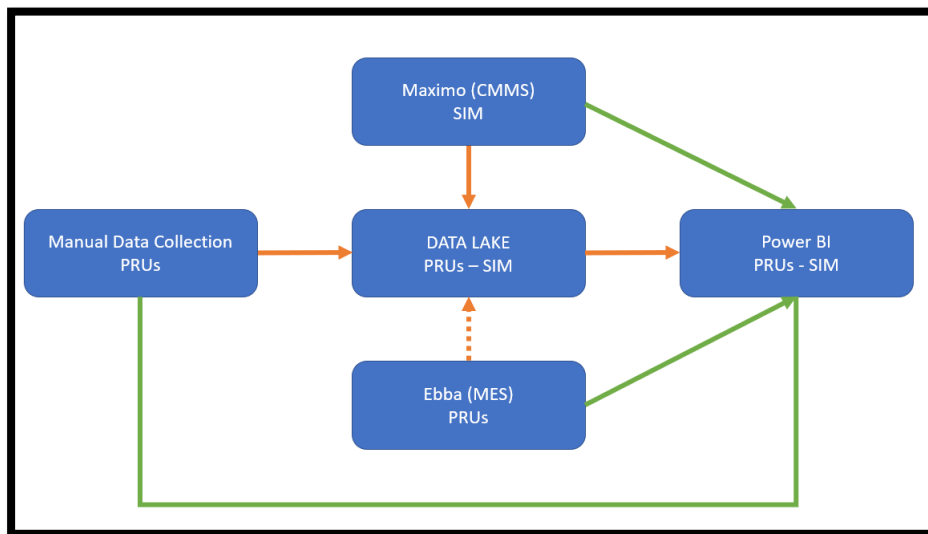 Maximo (CMMS)
SIM
Manual Data Collection
PRUs
DATA LAKE
PRUs – SIM
Power BI
PRUs - SIM
Ebba (MES)
PRUs